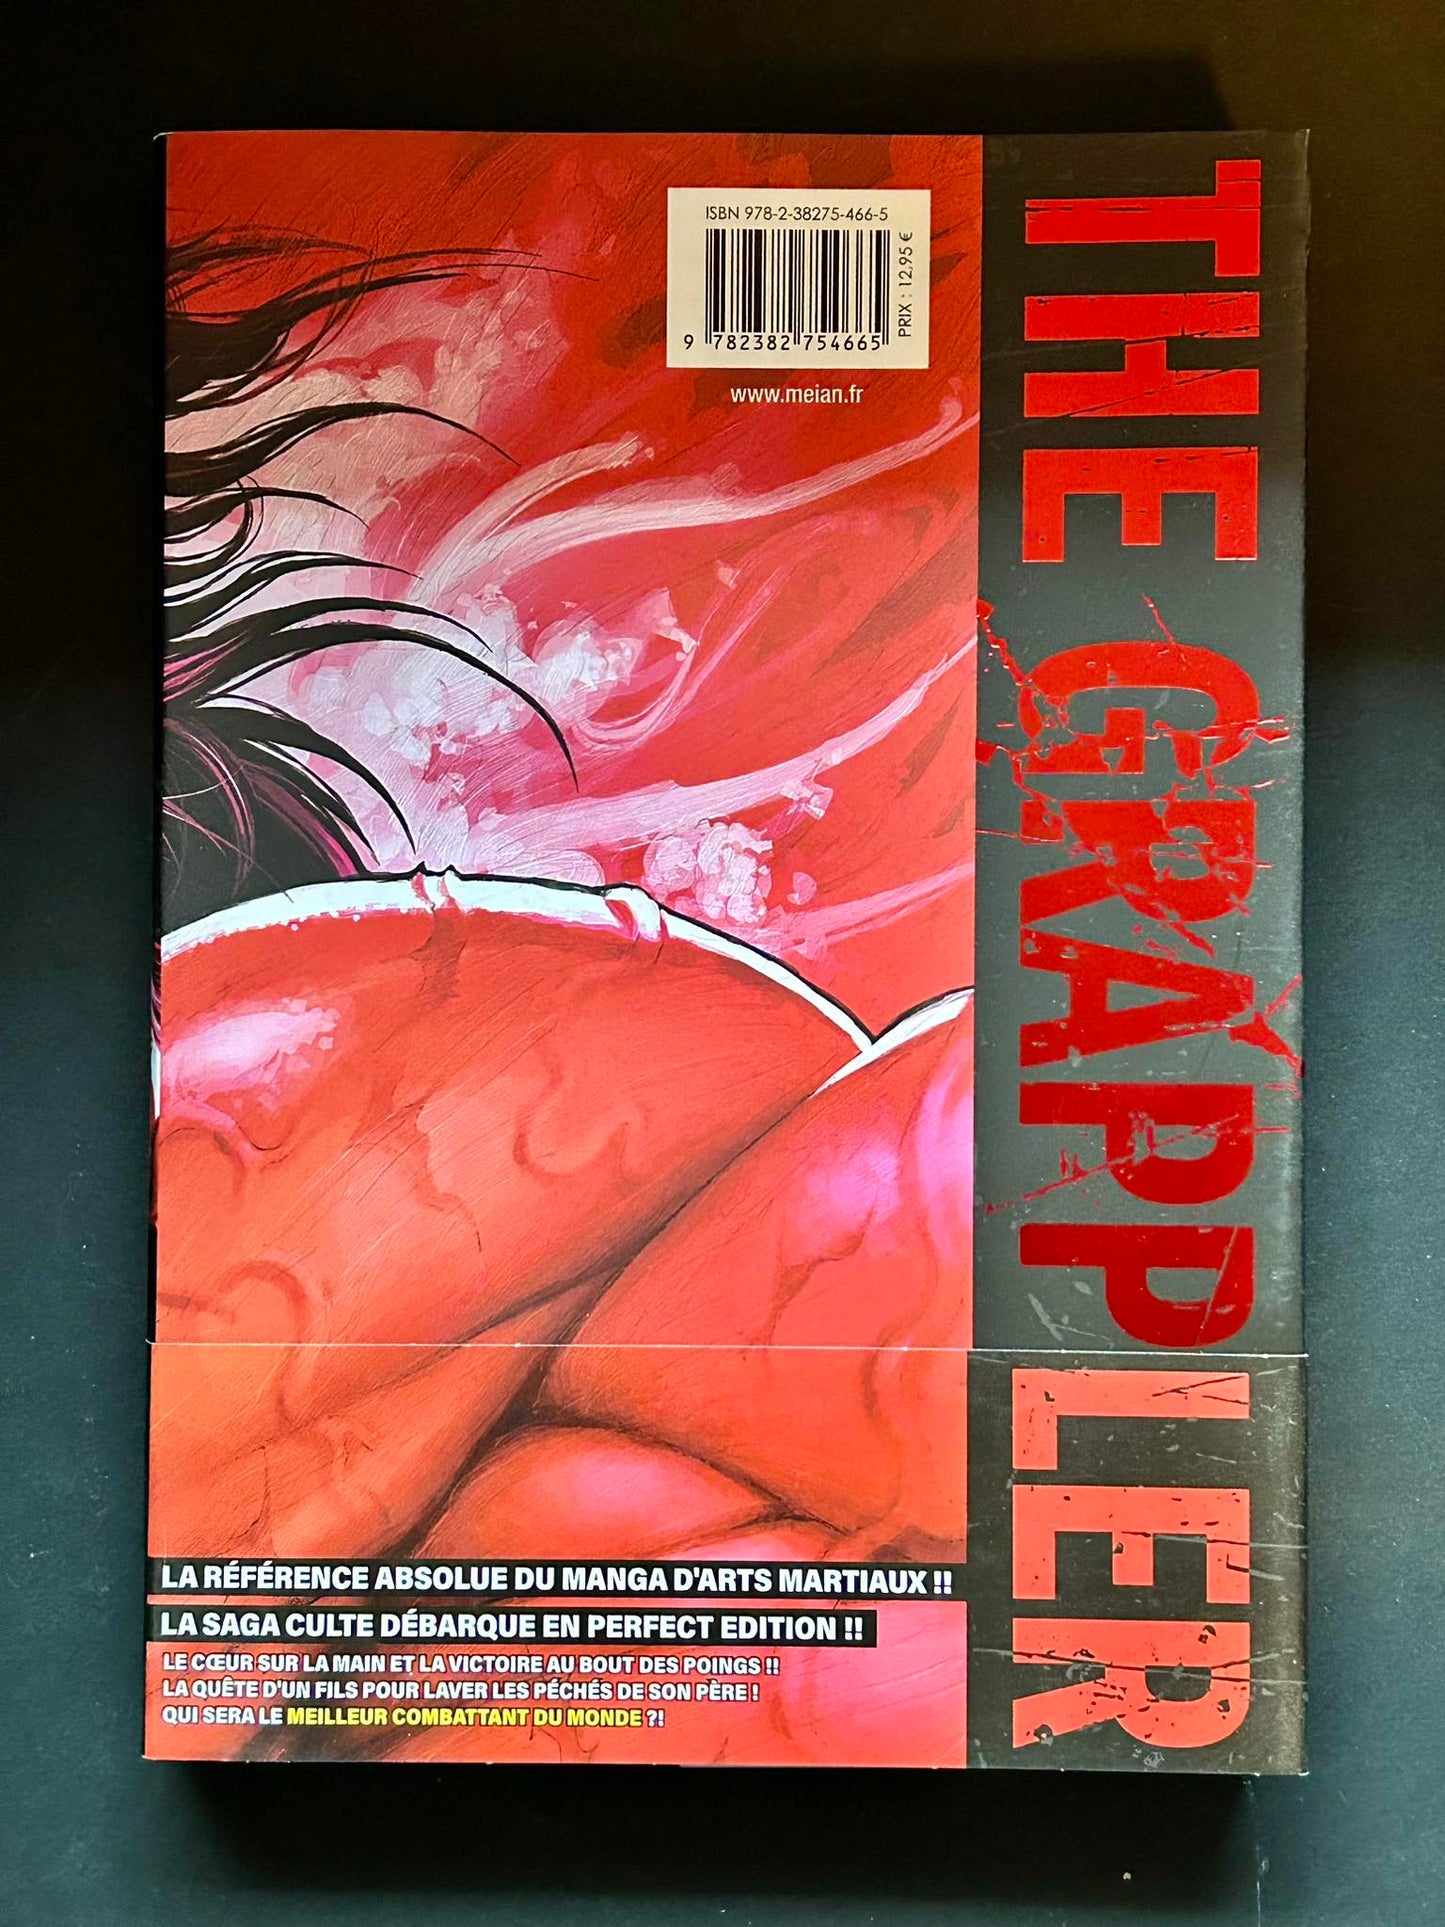 ISBN 978-2-38275-466-5
9 782382 754665
PRIX : 12,95 €
www.meian.fr
THE GRAPPLER
LA RÉFÉRENCE ABSOLUE DU MANGA D'ARTS MARTIAUX !!
LA SAGA CULTE DÉBARQUE EN PERFECT EDITION !!
LE CŒUR SUR LA MAIN ET LA VICTOIRE AU BOUT DES POINGS !!
LA QUÊTE D'UN FILS POUR LAVER LES PÉCHÉS DE SON PÈRE !
QUI SERA LE MEILLEUR COMBATTANT DU MONDE ?!